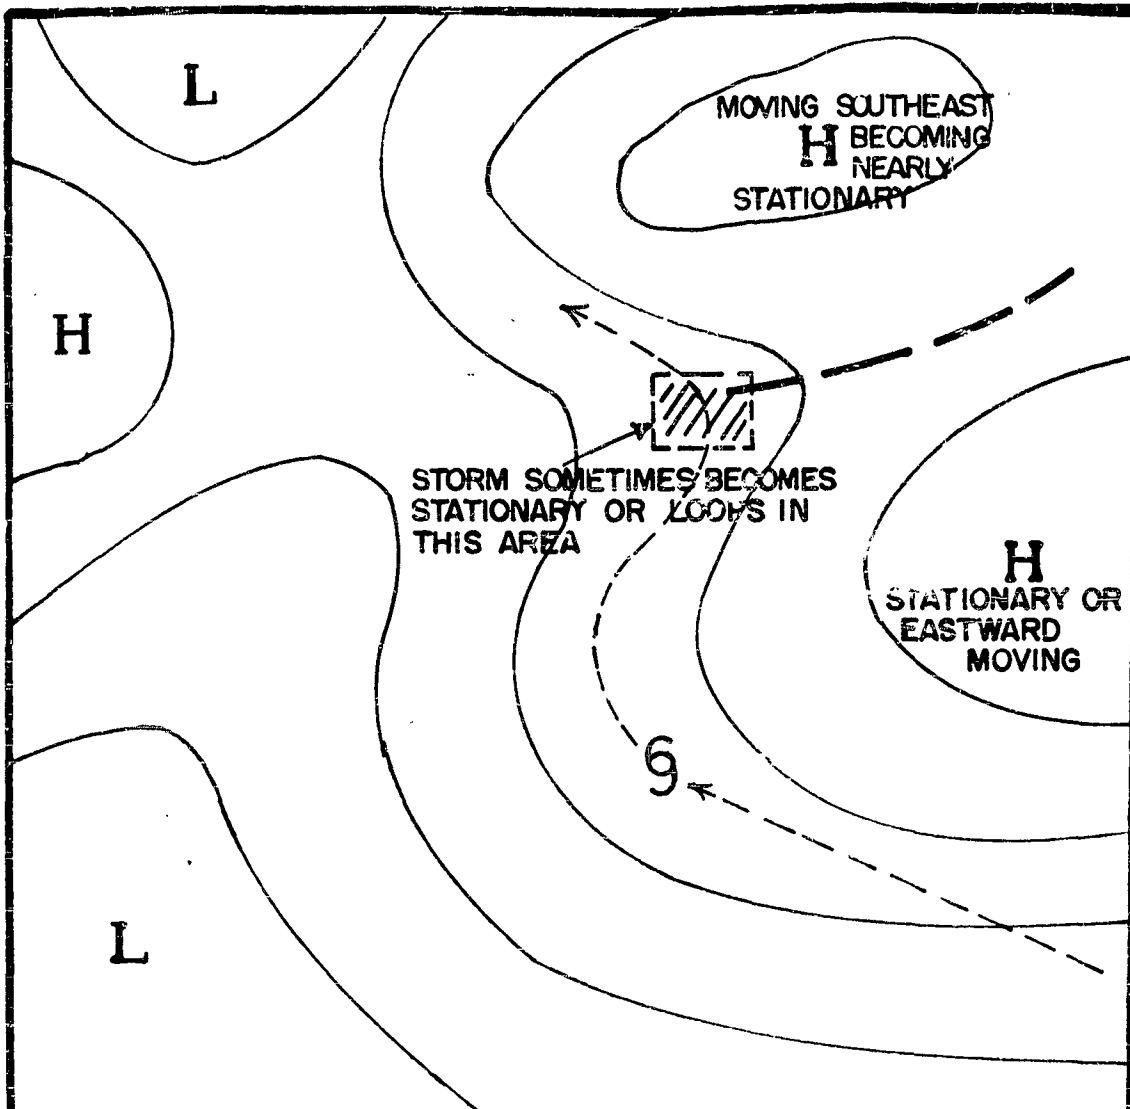 L
MOVING SOUTHEAST
H BECOMING
NEARLY
STATIONARY
H
STORM SOMETIMES BECOMES
STATIONARY OR LOOPS IN
THIS AREA
H
STATIONARY OR
EASTWARD
MOVING
L